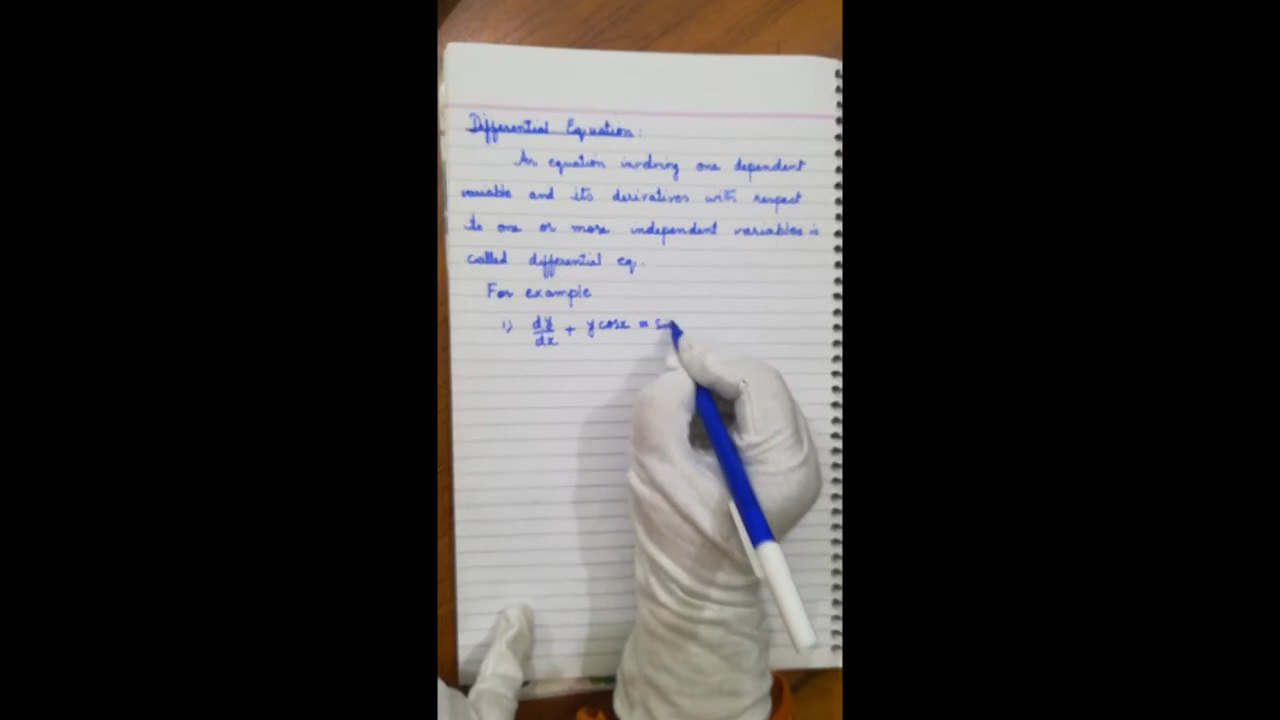 Differential Equation:
An equation involving one dependent
variable and its derivatives with respect
to one or more independent variables is
called differential eq.
For example
1) dy/dx + y cosx = Sin